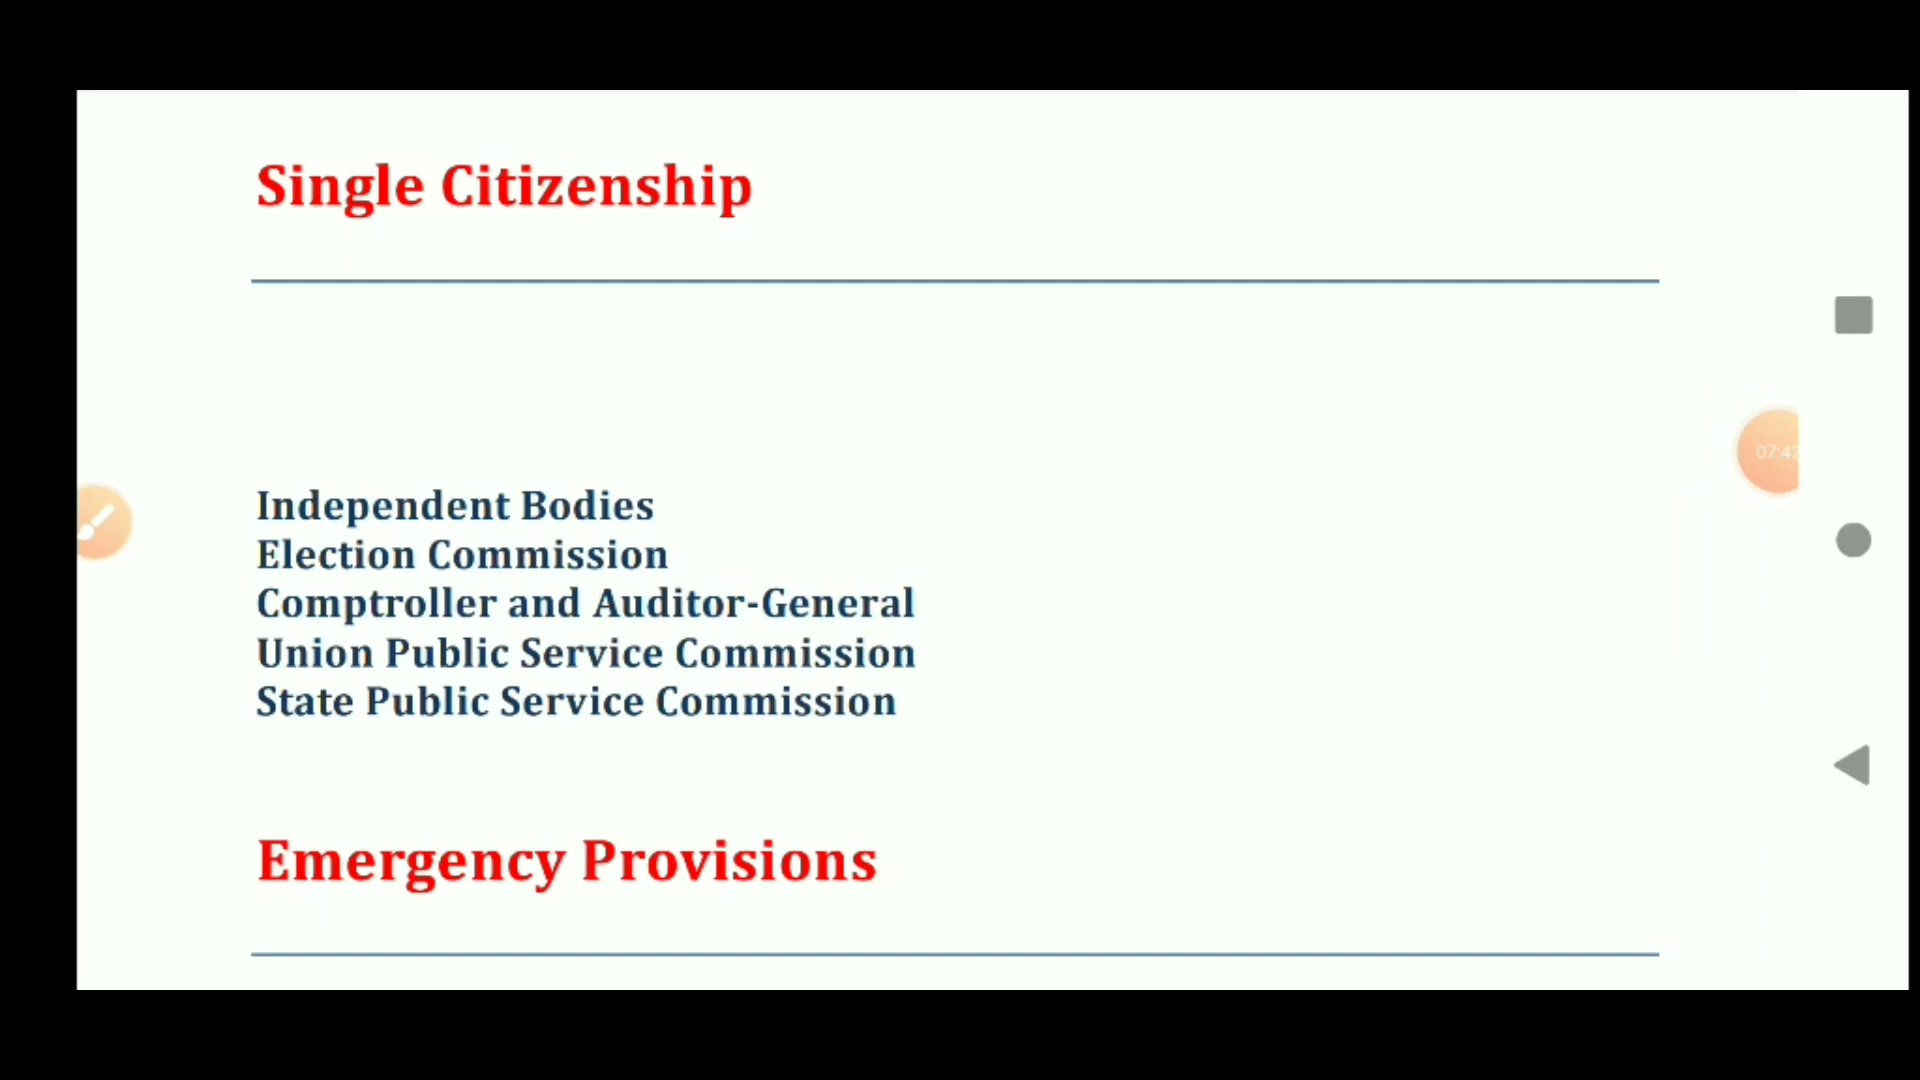 Single Citizenship
Independent Bodies
Election Commission
Comptroller and Auditor-General
Union Public Service Commission
State Public Service Commission
Emergency Provisions